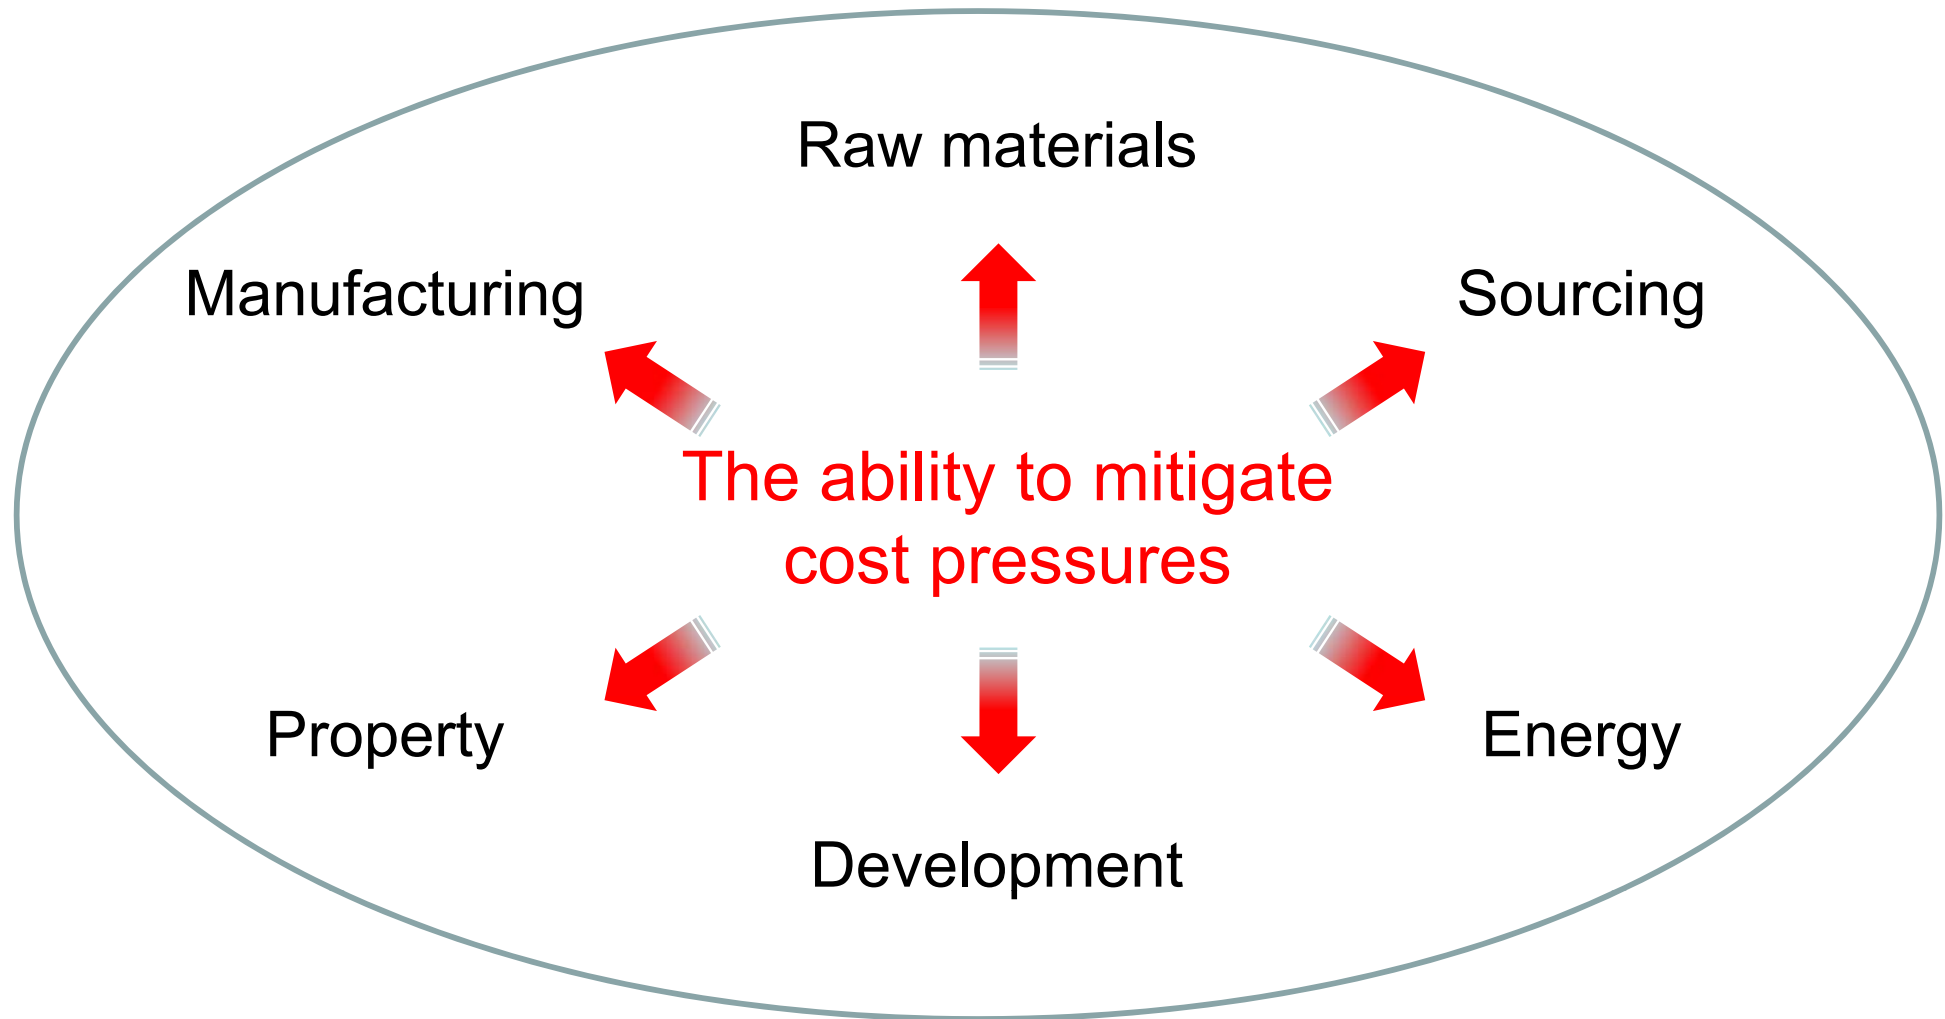 Raw materials
Manufacturing
Sourcing
The ability to mitigate
cost pressures
Property
Energy
Development